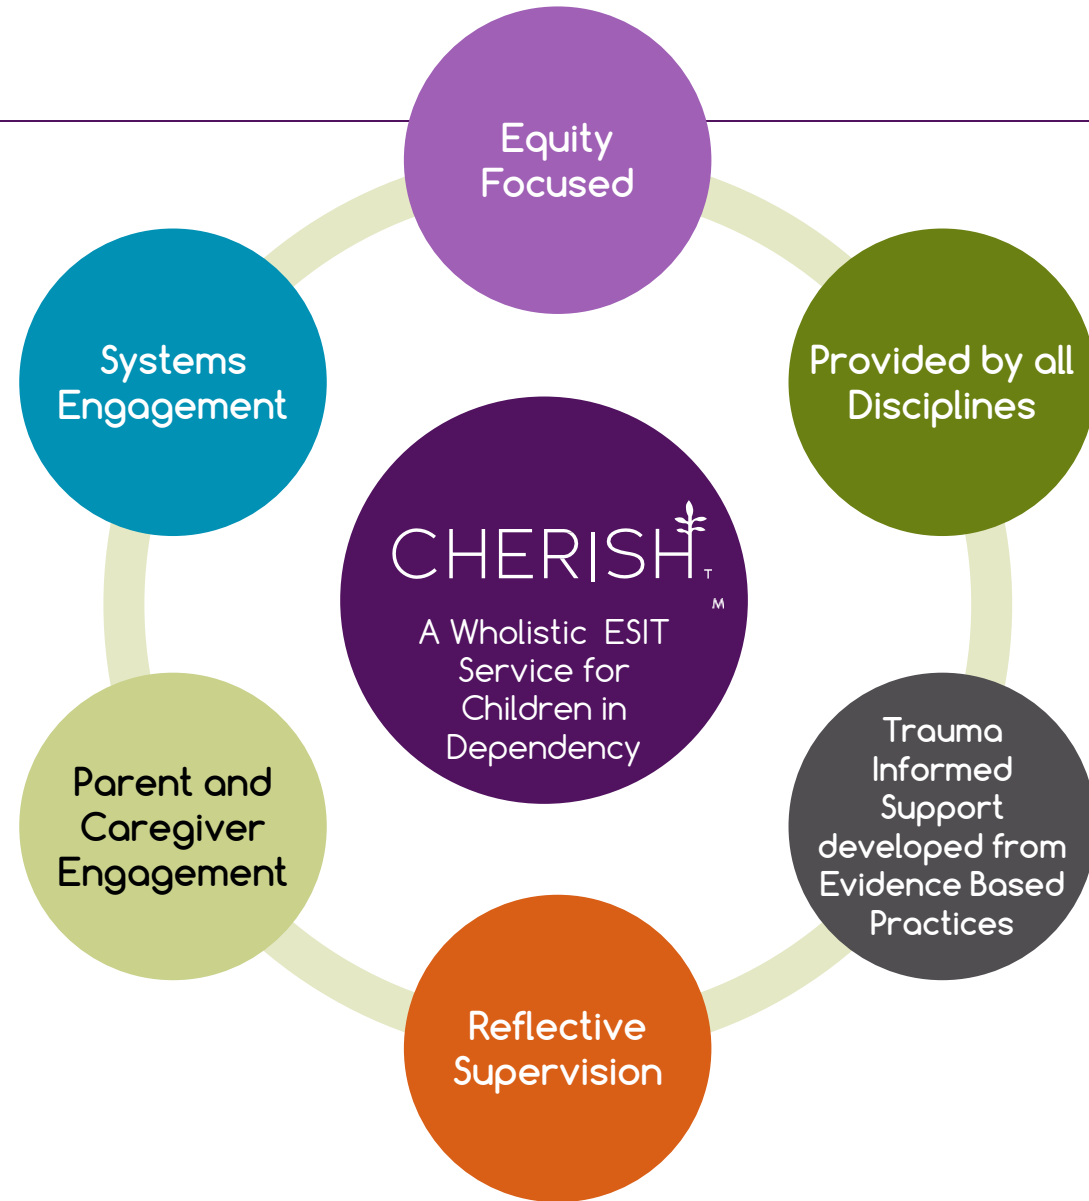 Equity
Focused
Provided by all
Disciplines
Trauma
Informed
Support
developed from
Evidence Based
Practices
Reflective
Supervision
Parent and
Caregiver
Engagement
Systems
Engagement
CHERISH
TM
A Wholistic ESIT
Service for
Children in
Dependency